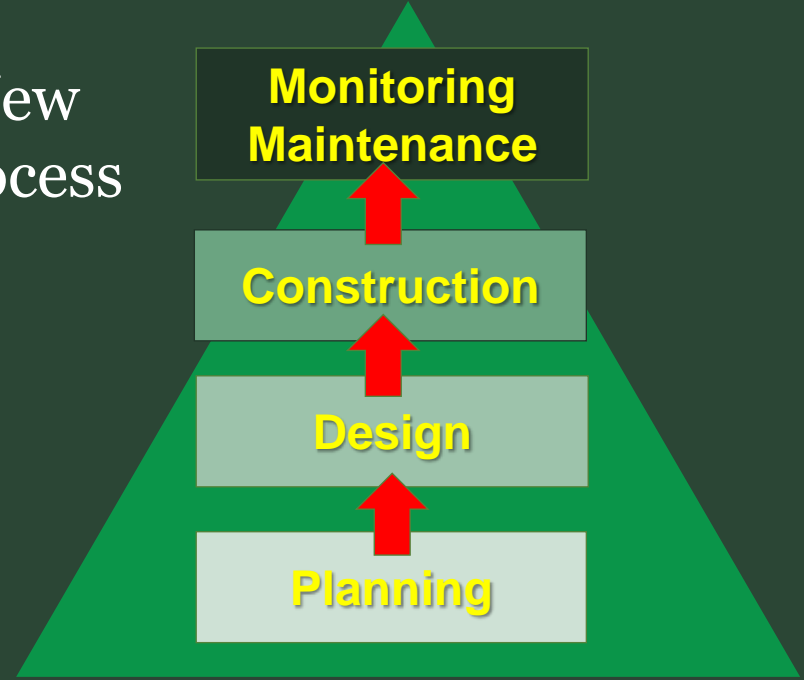 Monitoring
Maintenance
Construction
Design
Planning